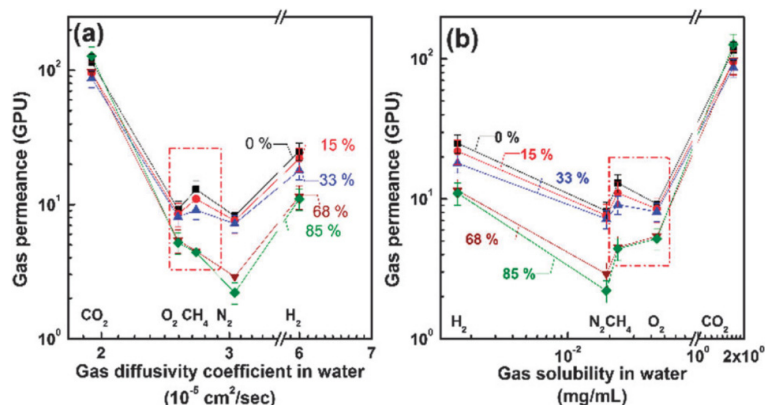 (a)
Gas permeance (GPU)
10²
10¹
10⁰
0 %
15 %
33 %
68 %
85 %
CO₂
O₂ CH₄ N₂
H₂
2
3
6
7
Gas diffusivity coefficient in water
(10⁻⁵ cm²/sec)
(b)
Gas permeance (GPU)
10²
10¹
10⁰
0 %
15 %
33 %
68 %
85 %
H₂
N₂CH₄
O₂
CO₂
10⁻²
10⁰
2x10⁰
Gas solubility in water
(mg/mL)